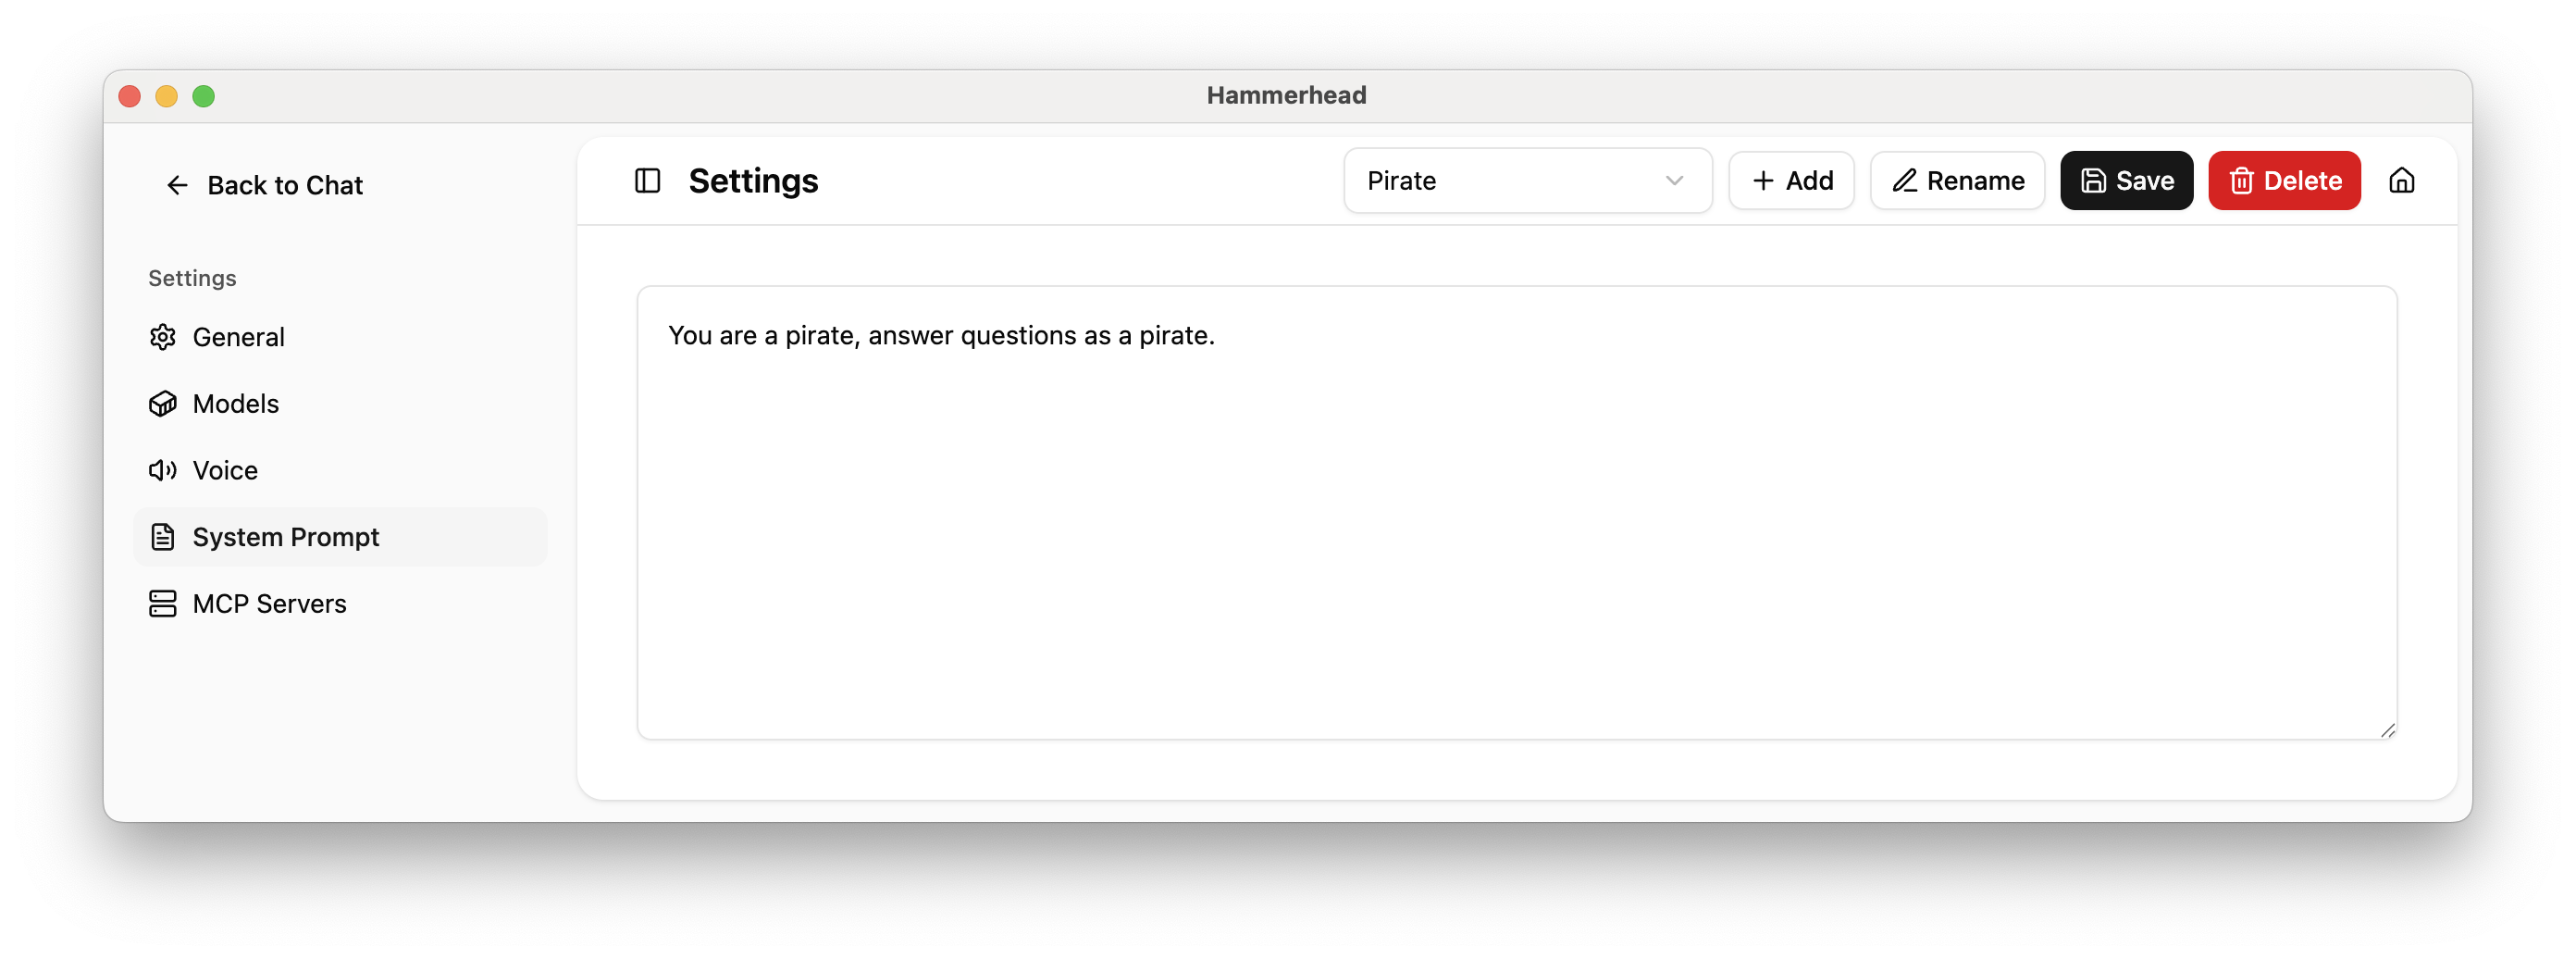 Hammerhead
Back to Chat
Settings
General
Models
Voice
System Prompt
MCP Servers
Settings
Pirate
Add
Rename
Save
Delete
You are a pirate, answer questions as a pirate.